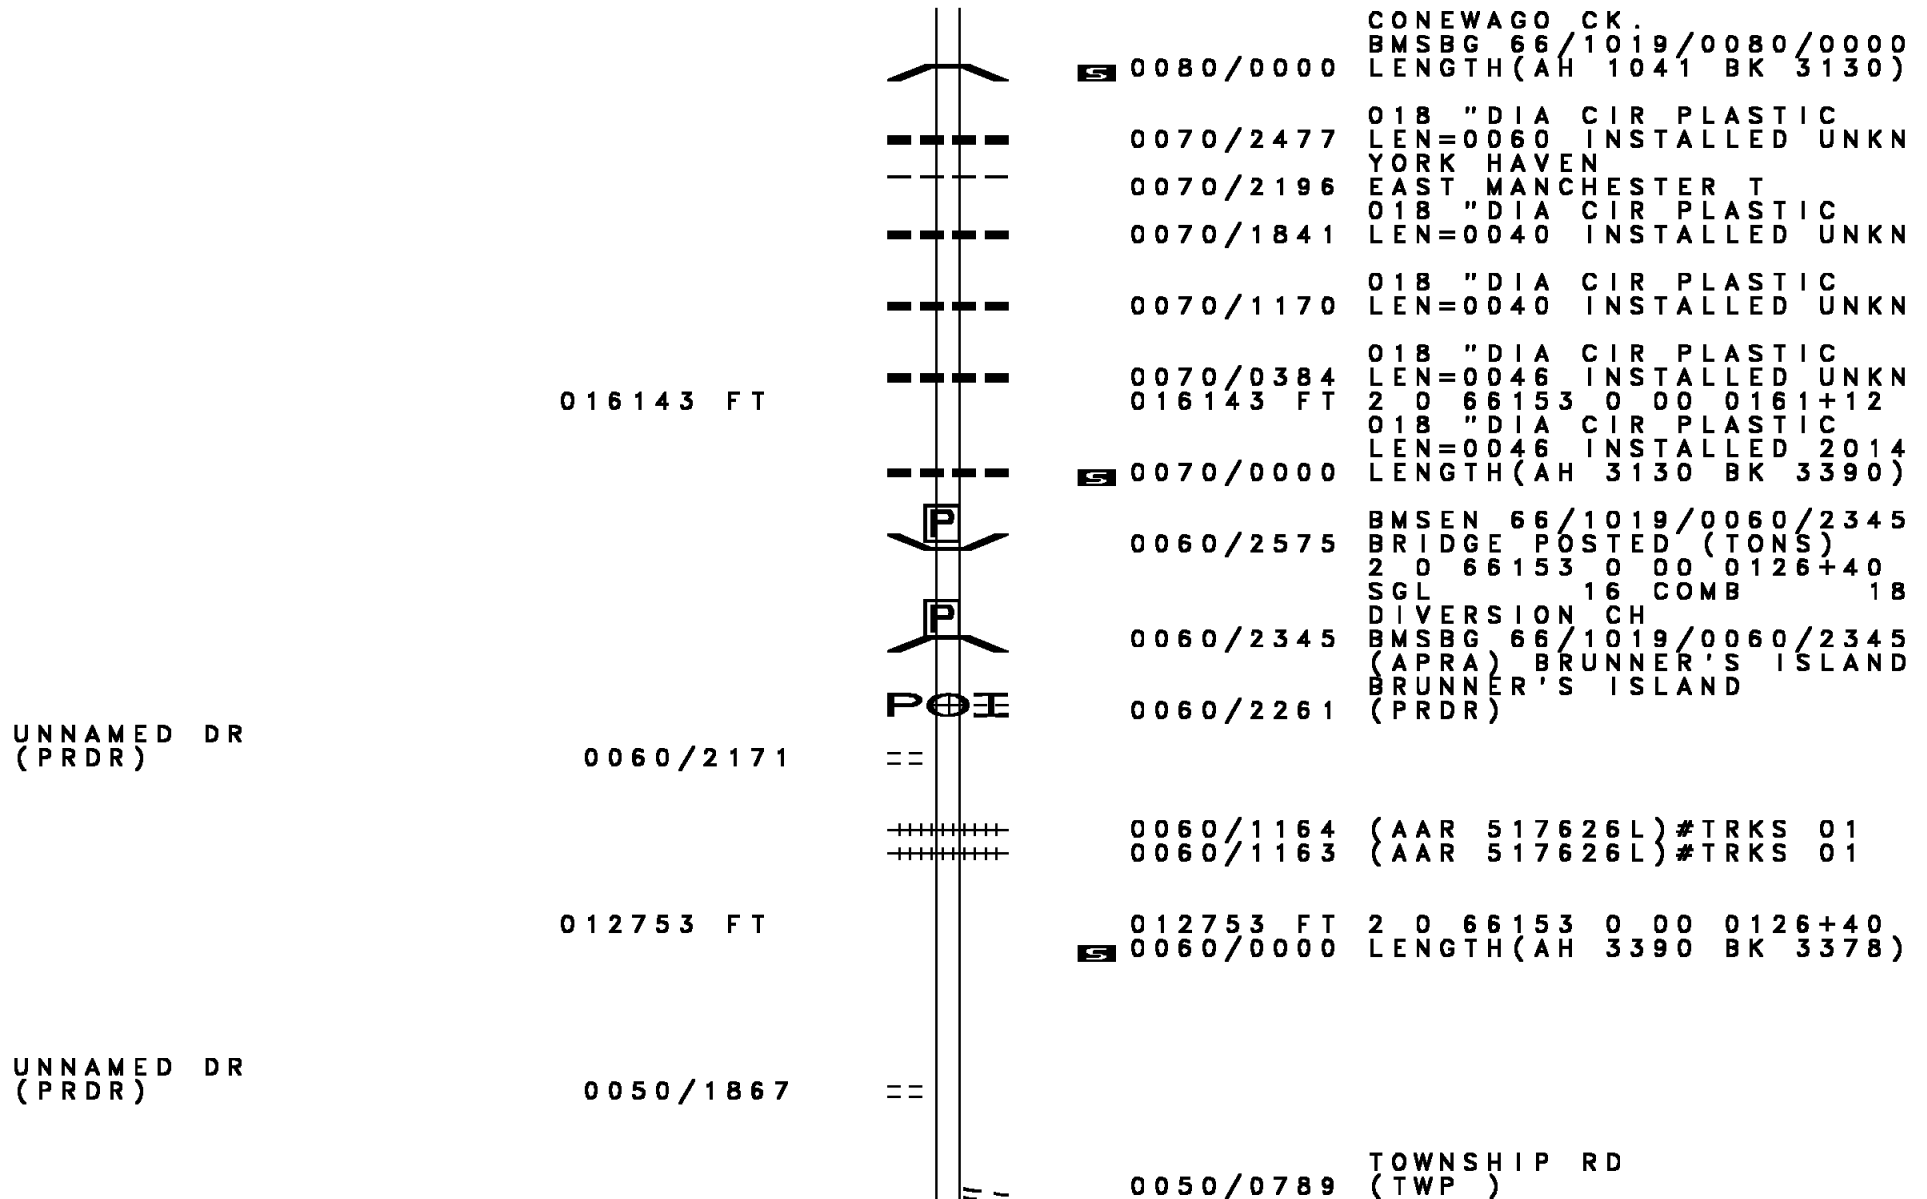 CONEWAGO CK.
BMSBG 66/1019/0080/0000
S 0080/0000 LENGTH(AH 1041 BK 3130)
018 "DIA CIR PLASTIC
0070/2477 LEN=0060 INSTALLED UNKN
YORK HAVEN
0070/2196 EAST MANCHESTER T
018 "DIA CIR PLASTIC
0070/1841 LEN=0040 INSTALLED UNKN
018 "DIA CIR PLASTIC
0070/1170 LEN=0040 INSTALLED UNKN
018 "DIA CIR PLASTIC
0070/0384 LEN=0046 INSTALLED UNKN
016143 FT 016143 FT 2 0 66153 0 00 0161+12
018 "DIA CIR PLASTIC
LEN=0046 INSTALLED 2014
S 0070/0000 LENGTH(AH 3130 BK 3390)
P BMSEN 66/1019/0060/2345
0060/2575 BRIDGE POSTED (TONS)
2 0 66153 0 00 0126+40
SGL 16 COMB 18
P DIVERSION CH
0060/2345 BMSBG 66/1019/0060/2345
(APRA) BRUNNER'S ISLAND
BRUNNER'S ISLAND
POI 0060/2261 (PRDR)
UNNAMED DR
(PRDR) 0060/2171
0060/1164 (AAR 517626L)#TRKS 01
0060/1163 (AAR 517626L)#TRKS 01
012753 FT 012753 FT 2 0 66153 0 00 0126+40
S 0060/0000 LENGTH(AH 3390 BK 3378)
UNNAMED DR
(PRDR) 0050/1867
TOWNSHIP RD
0050/0789 (TWP )